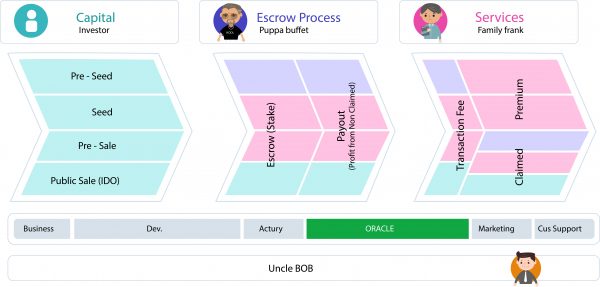 Capital
Investor
Escrow Process
Puppa buffet
Services
Family frank
Pre - Seed
Seed
Pre - Sale
Public Sale (IDO)
Escrow (Stake)
Payout
(Profit from Non Claimed)
Transaction Fee
Premium
Claimed
Business
Dev.
Actury
ORACLE
Marketing
Cus Support
Uncle BOB